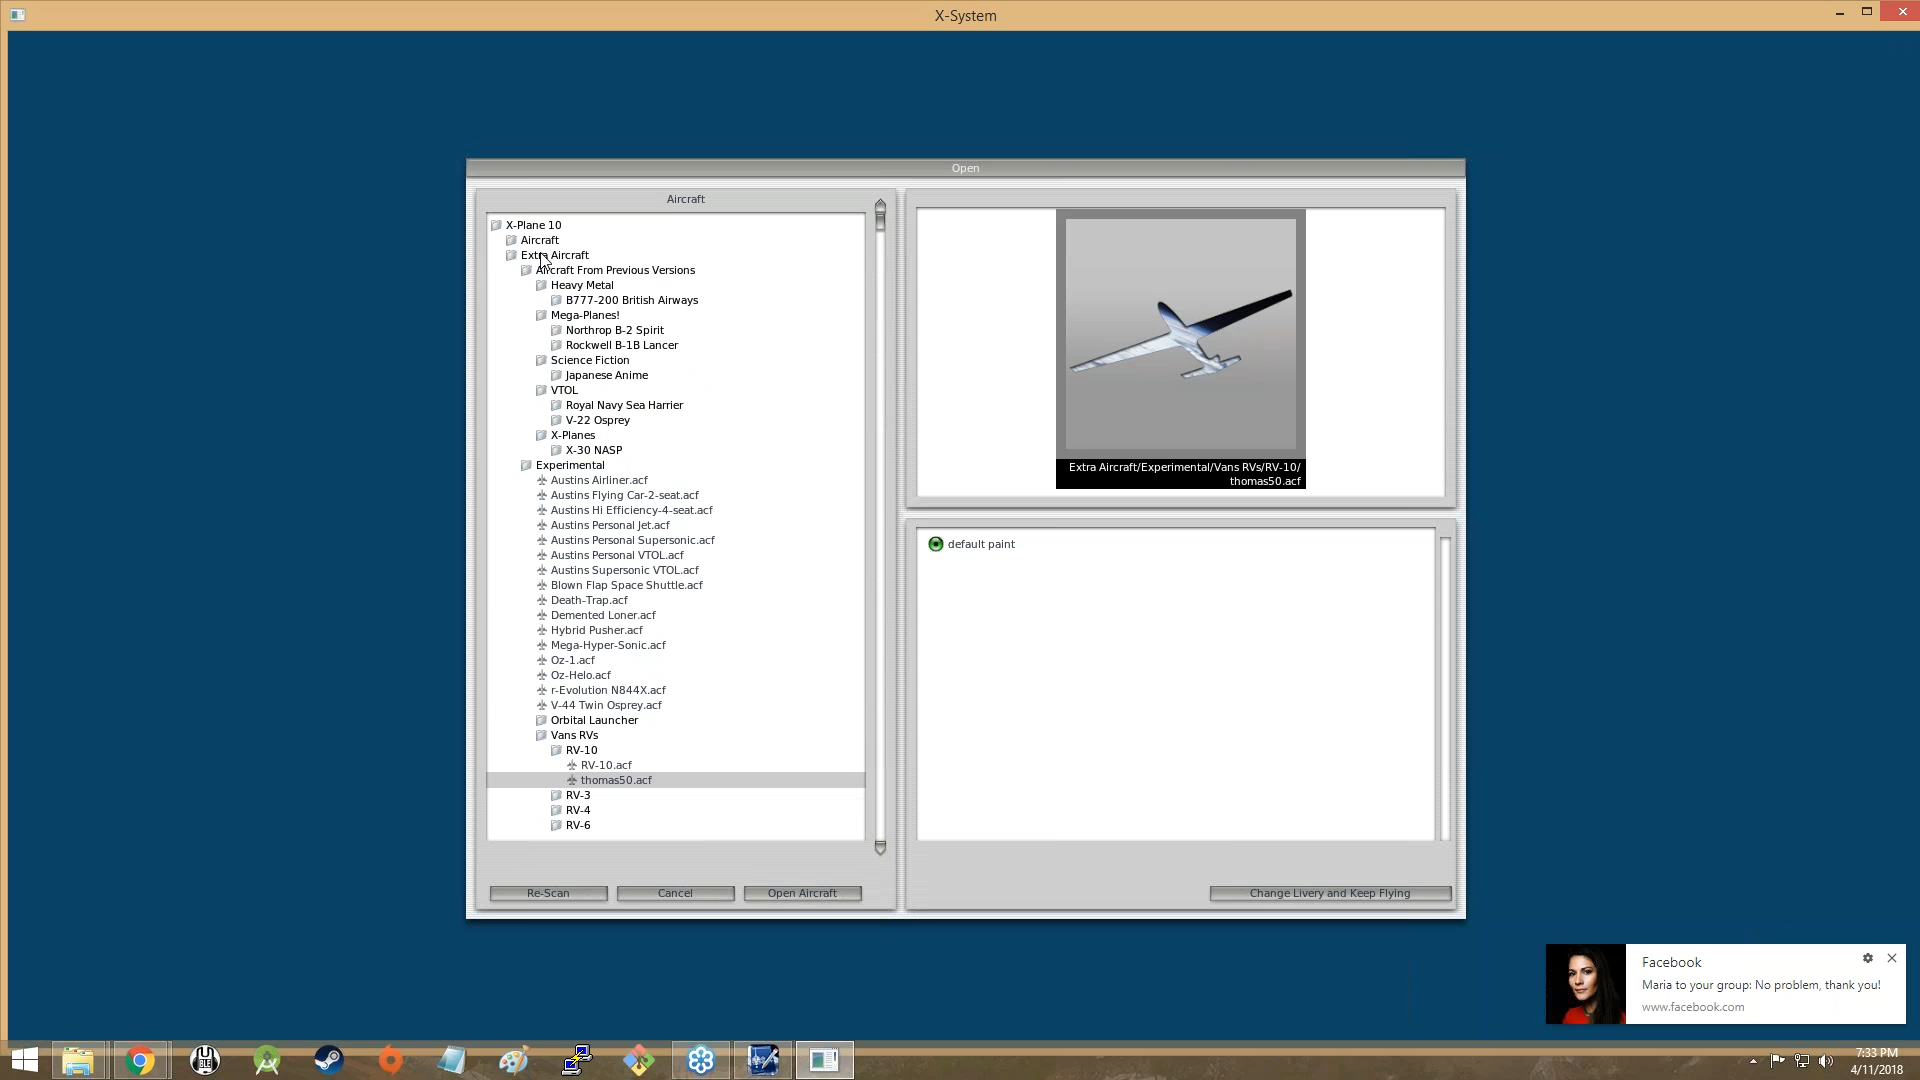 X-System
Open
Aircraft
X-Plane 10
Aircraft
Extra Aircraft
Aircraft From Previous Versions
Heavy Metal
B777-200 British Airways
Mega-Planes!
Northrop B-2 Spirit
Rockwell B-1B Lancer
Science Fiction
Japanese Anime
VTOL
Royal Navy Sea Harrier
V-22 Osprey
X-Planes
X-30 NASP
Experimental
Austins Airliner.acf
Austins Flying Car-2-seat.acf
Austins Hi Efficiency-4-seat.acf
Austins Personal Jet.acf
Austins Personal Supersonic.acf
Austins Personal VTOL.acf
Austins Supersonic VTOL.acf
Blown Flap Space Shuttle.acf
Death-Trap.acf
Demented Loner.acf
Hybrid Pusher.acf
Mega-Hyper-Sonic.acf
Oz-1.acf
Oz-Helo.acf
r-Evolution N844X.acf
V-44 Twin Osprey.acf
Orbital Launcher
Vans RVs
RV-10
RV-10.acf
thomas50.acf
RV-3
RV-4
RV-6
Re-Scan
Cancel
Open Aircraft
Extra Aircraft/Experimental/Vans RVs/RV-10/
thomas50.acf
default paint
Change Livery and Keep Flying
Facebook
Maria to your group: No problem, thank you!
www.facebook.com
7:33 PM
4/11/2018